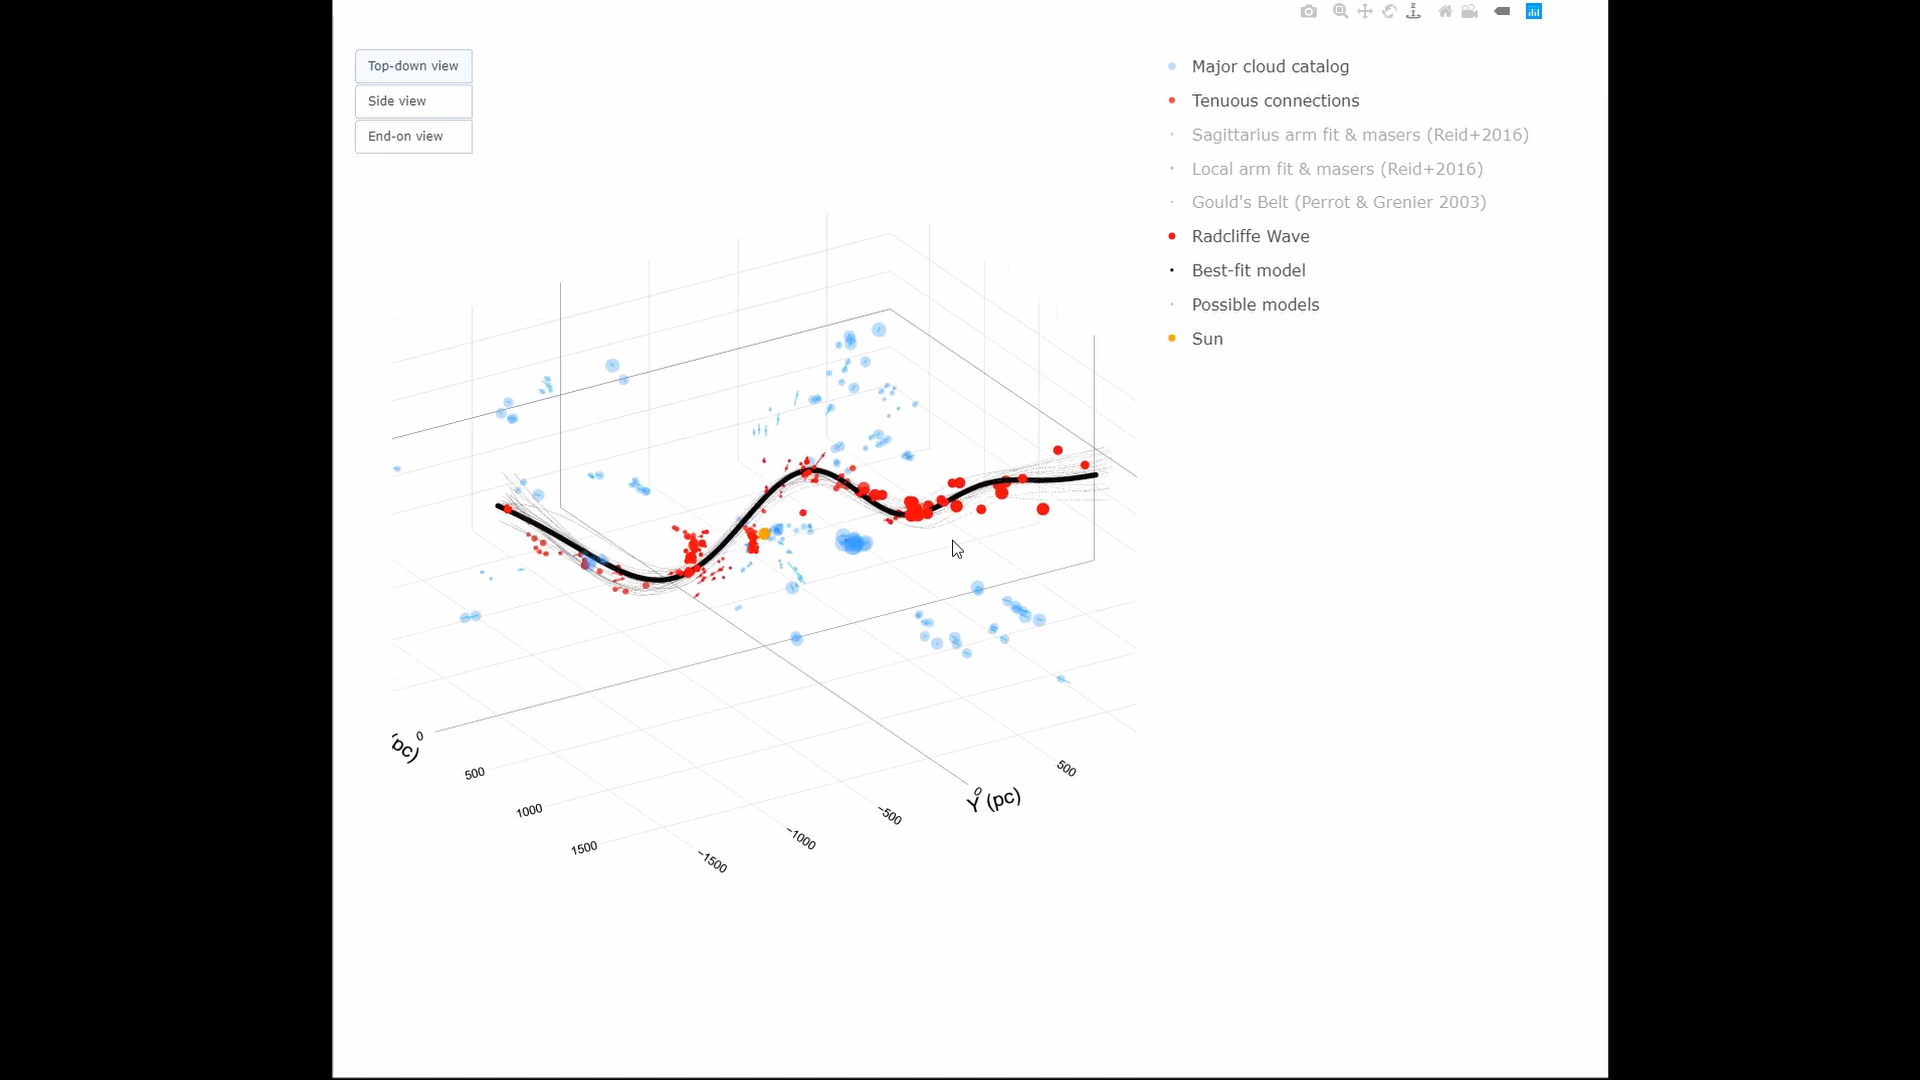 Top-down view
Side view
End-on view
Major cloud catalog
Tenuous connections
Sagittarius arm fit & masers (Reid+2016)
Local arm fit & masers (Reid+2016)
Gould's Belt (Perrot & Grenier 2003)
Radcliffe Wave
Best-fit model
Possible models
Sun
pc)
0
500
1000
1500
−1500
−1000
−500
0
500
Y (pc)